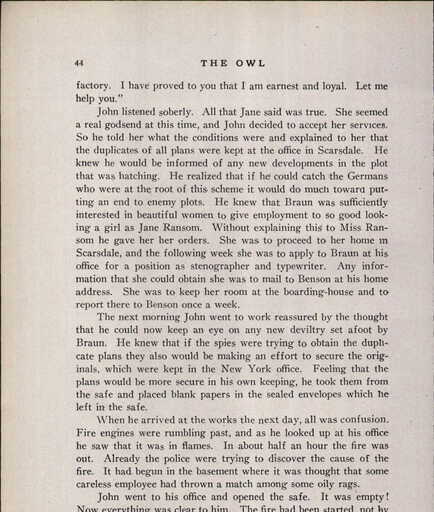 44
THE OWL
factory. I have proved to you that I am earnest and loyal. Let me
help you."
John listened soberly. All that Jane said was true. She seemed
a real godsend at this time, and John decided to accept her services.
So he told her what the conditions were and explained to her that
the duplicates of all plans were kept at the office in Scarsdale. He
knew he would be informed of any new developments in the plot
that was hatching. He realized that if he could catch the Germans
who were at the root of this scheme it would do much toward put-
ting an end to enemy plots. He knew that Braun was sufficiently
interested in beautiful women to give employment to so good look-
ing a girl as Jane Ransom. Without explaining this to Miss Ran-
som he gave her her orders. She was to proceed to her home in
Scarsdale, and the following week she was to apply to Braun at his
office for a position as stenographer and typewriter. Any infor-
mation that she could obtain she was to mail to Benson at his home
address. She was to keep her room at the boarding-house and to
report there to Benson once a week.
The next morning John went to work reassured by the thought
that he could now keep an eye on any new deviltry set afoot by
Braun. He knew that if the spies were trying to obtain the dupli-
cate plans they also would be making an effort to secure the orig-
inals, which were kept in the New York office. Feeling that the
plans would be more secure in his own keeping, he took them from
the safe and placed blank papers in the sealed envelopes which he
left in the safe.
When he arrived at the works the next day, all was confusion.
Fire engines were rumbling past, and as he looked up at his office
he saw that it was in flames. In about half an hour the fire was
out. Already the police were trying to discover the cause of the
fire. It had begun in the basement where it was thought that some
careless employee had thrown a match among some oily rags.
John went to his office and opened the safe. It was empty!
Now everything was clear to him. The fire had been started not by